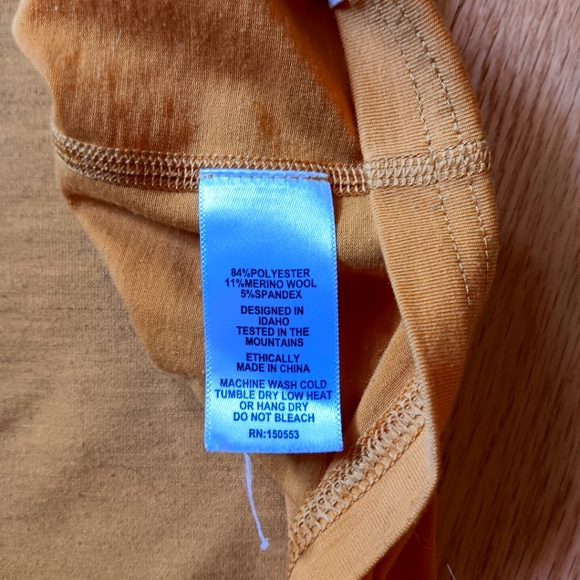 84%POLYESTER
11%MERINO WOOL
5%SPANDEX
DESIGNED IN
IDAHO
TESTED IN THE
MOUNTAINS
ETHICALLY
MADE IN CHINA
MACHINE WASH COLD
TUMBLE DRY LOW HEAT
OR HANG DRY
DO NOT BLEACH
RN:150553